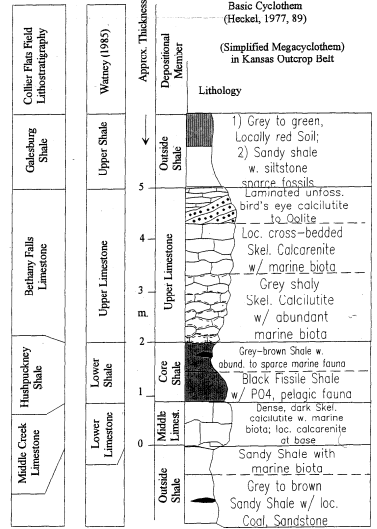 Basic Cyclothem
(Heckel, 1977, 89)
(Simplified Megacyclothem)
in Kansas Outcrop Belt
Collier Flats Field
Lithostratigraphy
Watney (1985)
Approx. Thickness
Depositional
Member
Lithology
Galesburg
Shale
Upper Shale
Outside
Shale
1) Grey to green,
Locally red Soil;
2) Sandy shale
w. siltstone
sparce fossils
Bethany Falls
Limestone
Upper Limestone
5
4
3
m.
2
Upper Limestone
Laminated unfoss.
bird's eye calcilutite
to Oolite
Loc. cross-bedded
Skel. Calcarenite
w/ marine biota
Grey shaly
Skel. Calcilutite
w/ abundant
marine biota
Hushpuckney
Shale
Lower
Shale
1
Core
Shale
Grey-brown Shale w.
abund. to sparce marine fauna
Black Fissile Shale
w/ PO4, pelagic fauna
Middle Creek
Limestone
Lower
Limestone
0
Middle
Limest.
Dense, dark Skel.
calcilutite w. marine
biota; loc. calcarenite
at base
Outside
Shale
Sandy Shale with
marine biota
Grey to brown
Sandy Shale w/ loc.
Coal, Sandstone